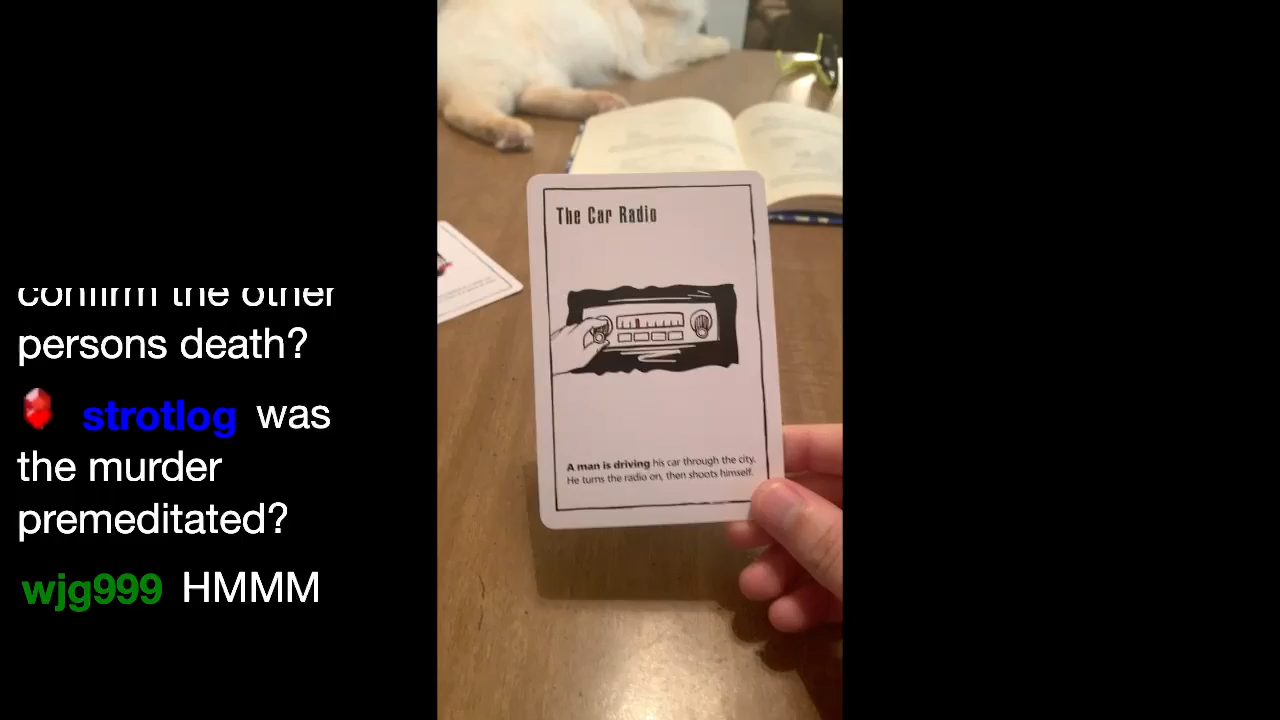 confirm the other
persons death?
strotlog was
the murder
premeditated?
wjg999 HMMM
The Car Radio
A man is driving his car through the city.
He turns the radio on, then shoots himself.